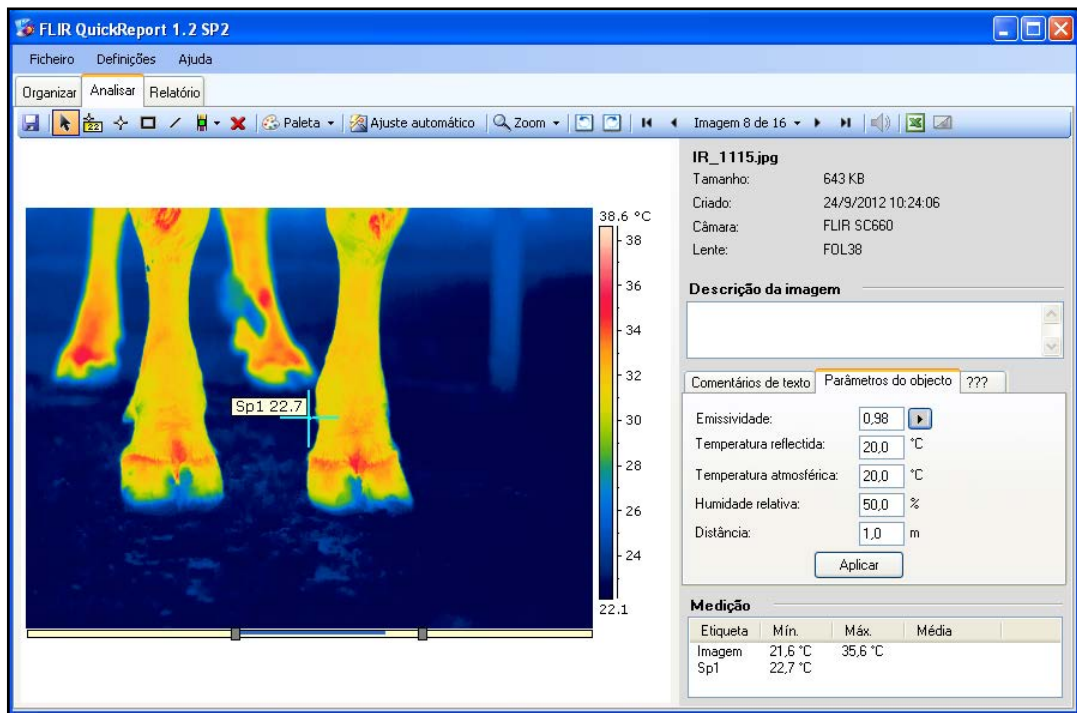 FLIR QuickReport 1.2 SP2
Ficheiro Definições Ajuda
Organizar Analisar Relatório
22 Paleta Ajuste automático Zoom Imagem 8 de 16
IR_1115.jpg
Tamanho: 643 KB
Criado: 24/9/2012 10:24:06
Câmara: FLIR SC660
Lente: FOL38
Descrição da imagem
38.6 °C
38
36
34
32
30
28
26
24
22.1
Sp1 22.7
Comentários de texto Parâmetros do objecto ???
Emissividade: 0,98
Temperatura reflectida: 20,0 °C
Temperatura atmosférica: 20,0 °C
Humidade relativa: 50,0 %
Distância: 1,0 m
Aplicar
Medição
Etiqueta Mín. Máx. Média
Imagem 21,6 °C 35,6 °C
Sp1 22,7 °C